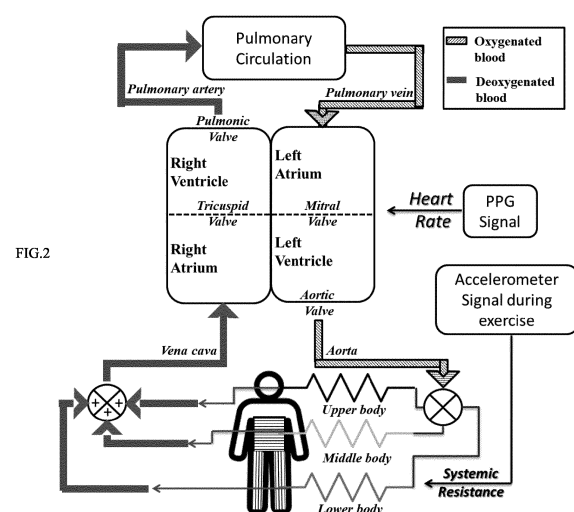 Pulmonary
Circulation
Oxygenated
blood
Deoxygenated
blood
Pulmonary artery
Pulmonary vein
Pulmonic
Valve
Right
Ventricle
Left
Atrium
Tricuspid
Valve
Mitral
Valve
Heart
Rate
PPG
Signal
FIG.2
Right
Atrium
Left
Ventricle
Aortic
Valve
Accelerometer
Signal during
exercise
Vena cava
Aorta
+ + +
Upper body
Middle body
Lower body
Systemic
Resistance